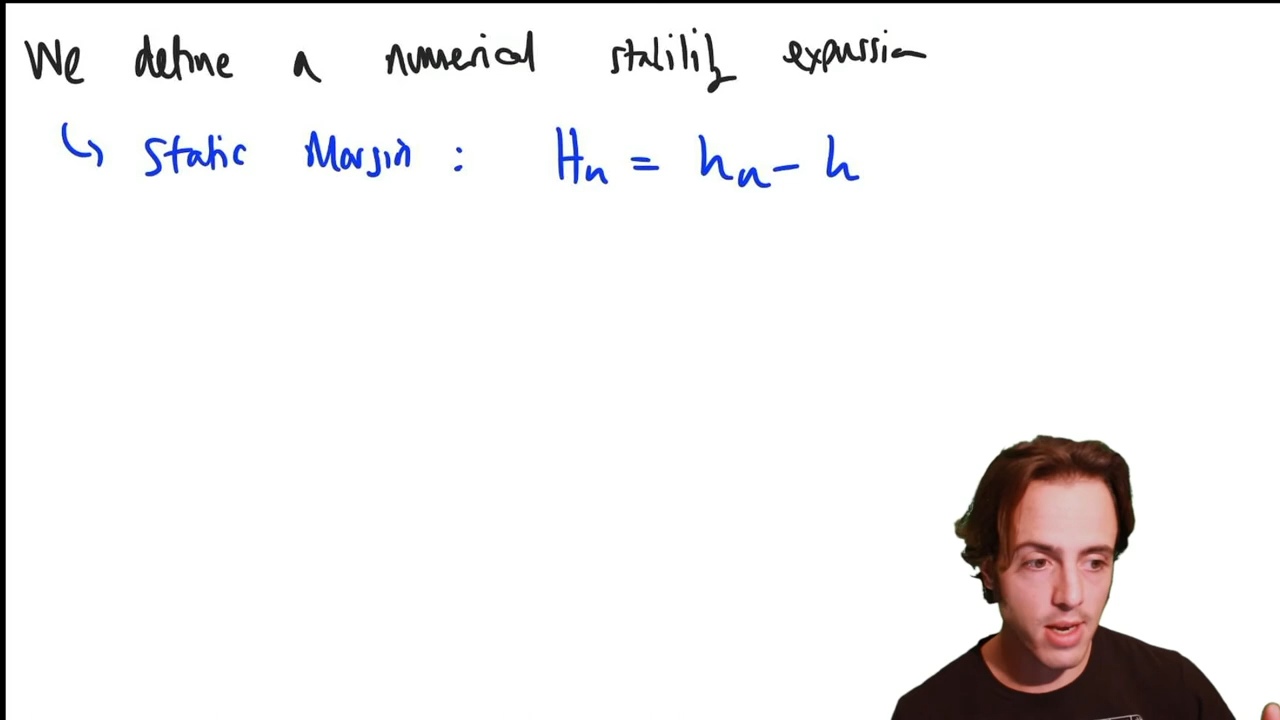 We define a numerical stability expression
↳ Static Margin : Hₙ = hₙ - h